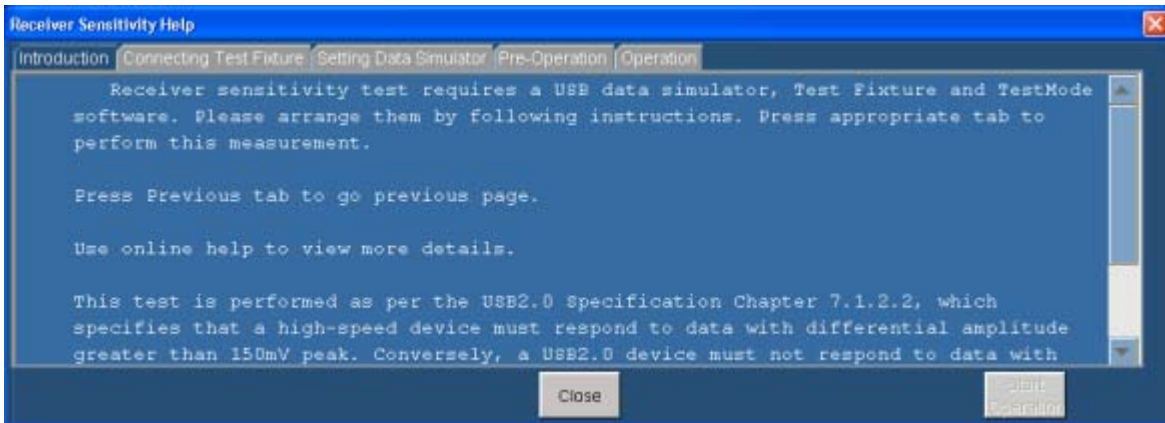 Receiver Sensitivity Help
Introduction Connecting Test Fixture Setting Data Simulator Pre-Operation Operation
Receiver sensitivity test requires a USB data simulator, Test Fixture and TestMode
software. Please arrange them by following instructions. Press appropriate tab to
perform this measurement.
Press Previous tab to go previous page.
Use online help to view more details.
This test is performed as per the USB2.0 Specification Chapter 7.1.2.2, which
specifies that a high-speed device must respond to data with differential amplitude
greater than 150mV peak. Conversely, a USB2.0 device must not respond to data with
Close
Start
Operation